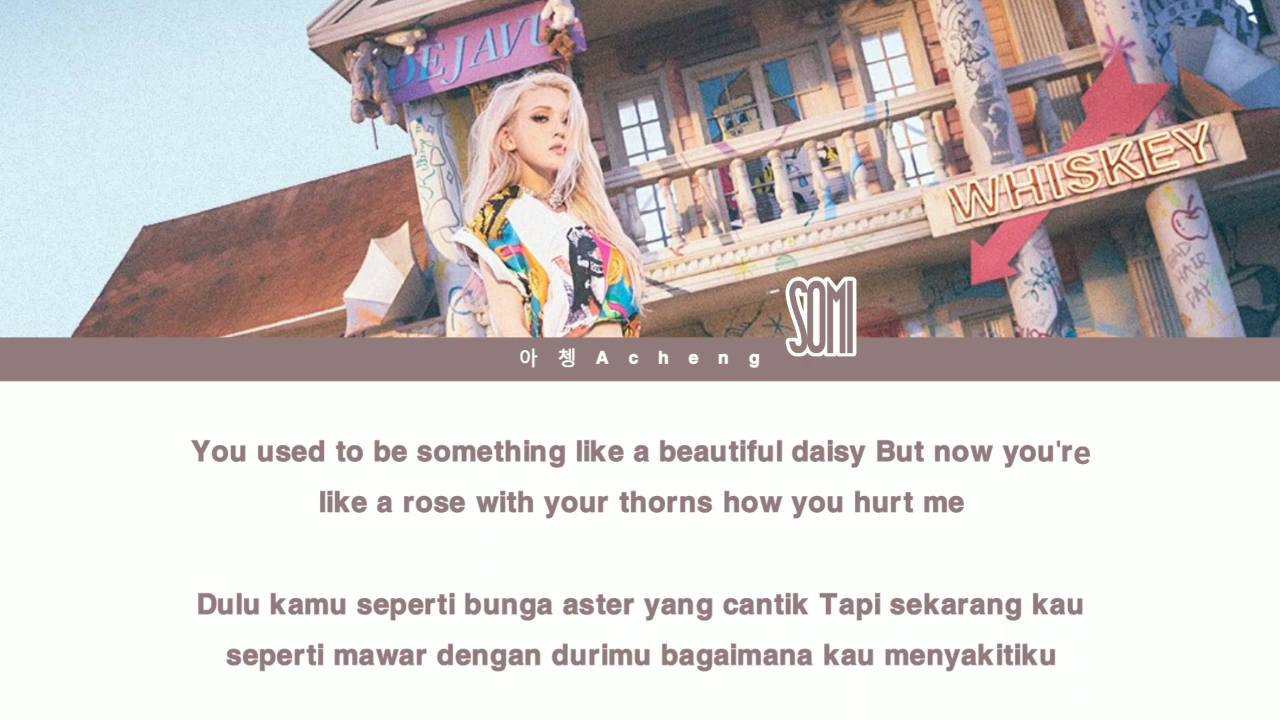 DEJAVU
WHISKEY
BAD
HAIR
DAY
SOMI
아 쳉 A c h e n g
You used to be something like a beautiful daisy But now you're
like a rose with your thorns how you hurt me
Dulu kamu seperti bunga aster yang cantik Tapi sekarang kau
seperti mawar dengan durimu bagaimana kau menyakitiku